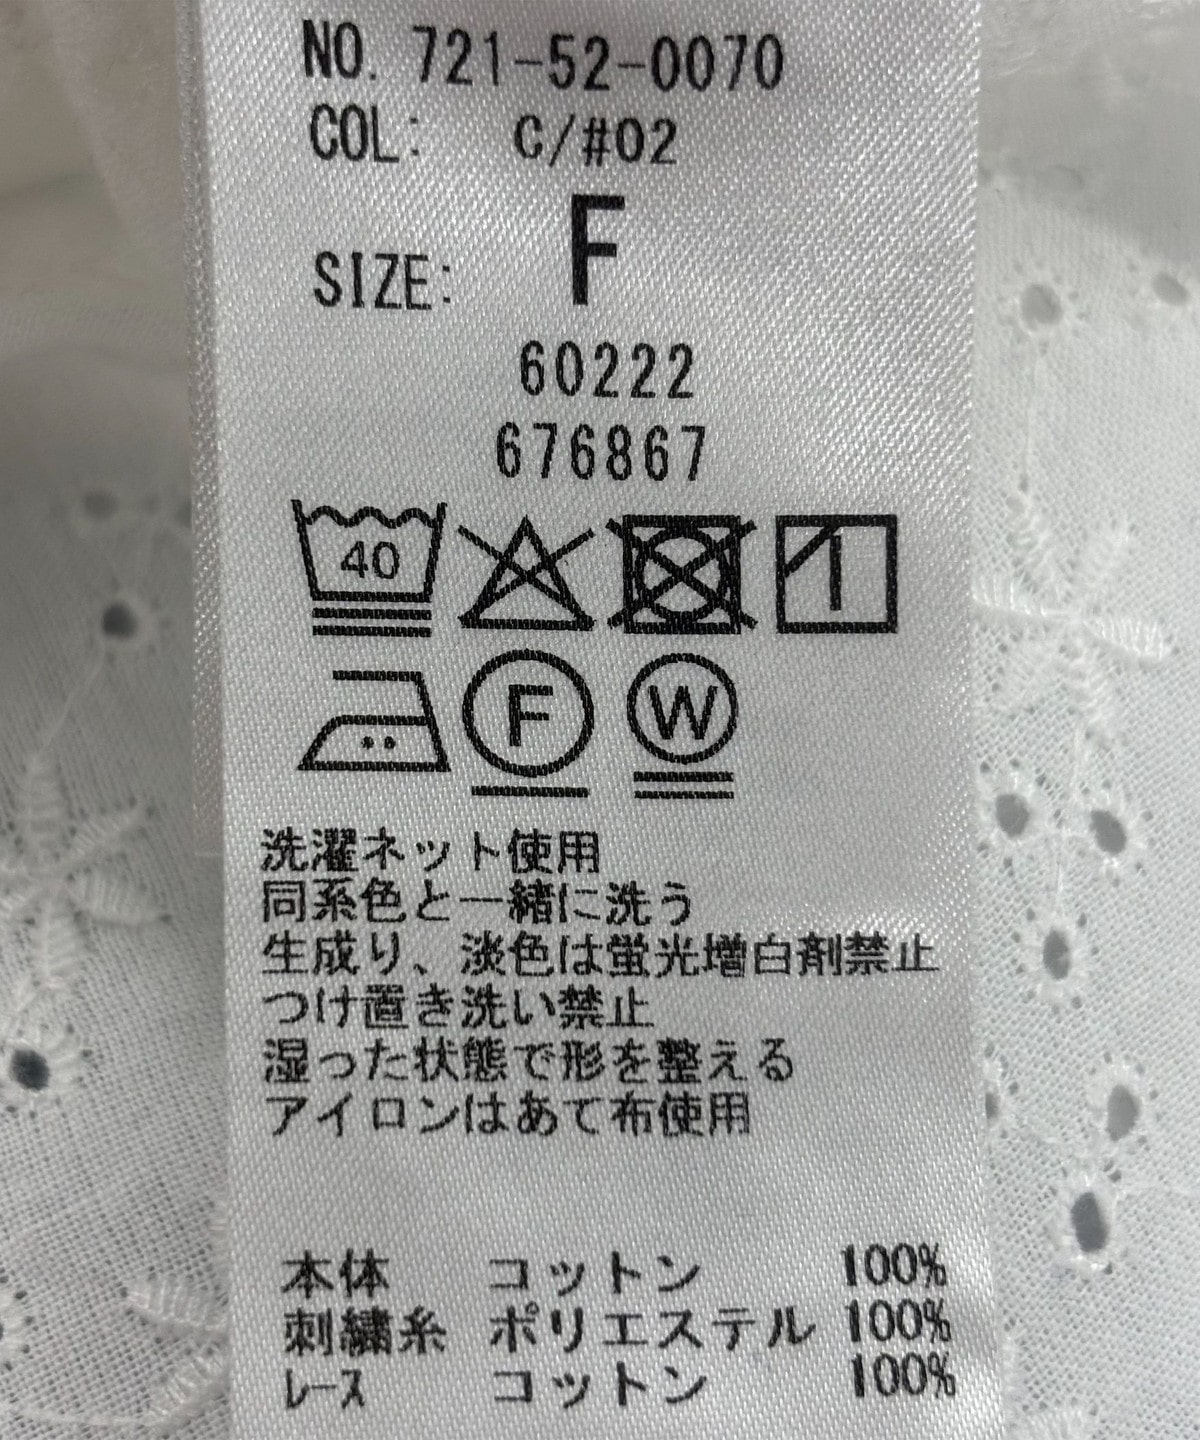 NO. 721-52-0070
COL: C/#02
SIZE: F
60222
676867
40
F W
洗濯ネット使用
同系色と一緒に洗う
生成り、淡色は蛍光増白剤禁止
つけ置き洗い禁止
湿った状態で形を整える
アイロンはあて布使用
本体 コットン 100%
刺繍糸 ポリエステル 100%
レース コットン 100%